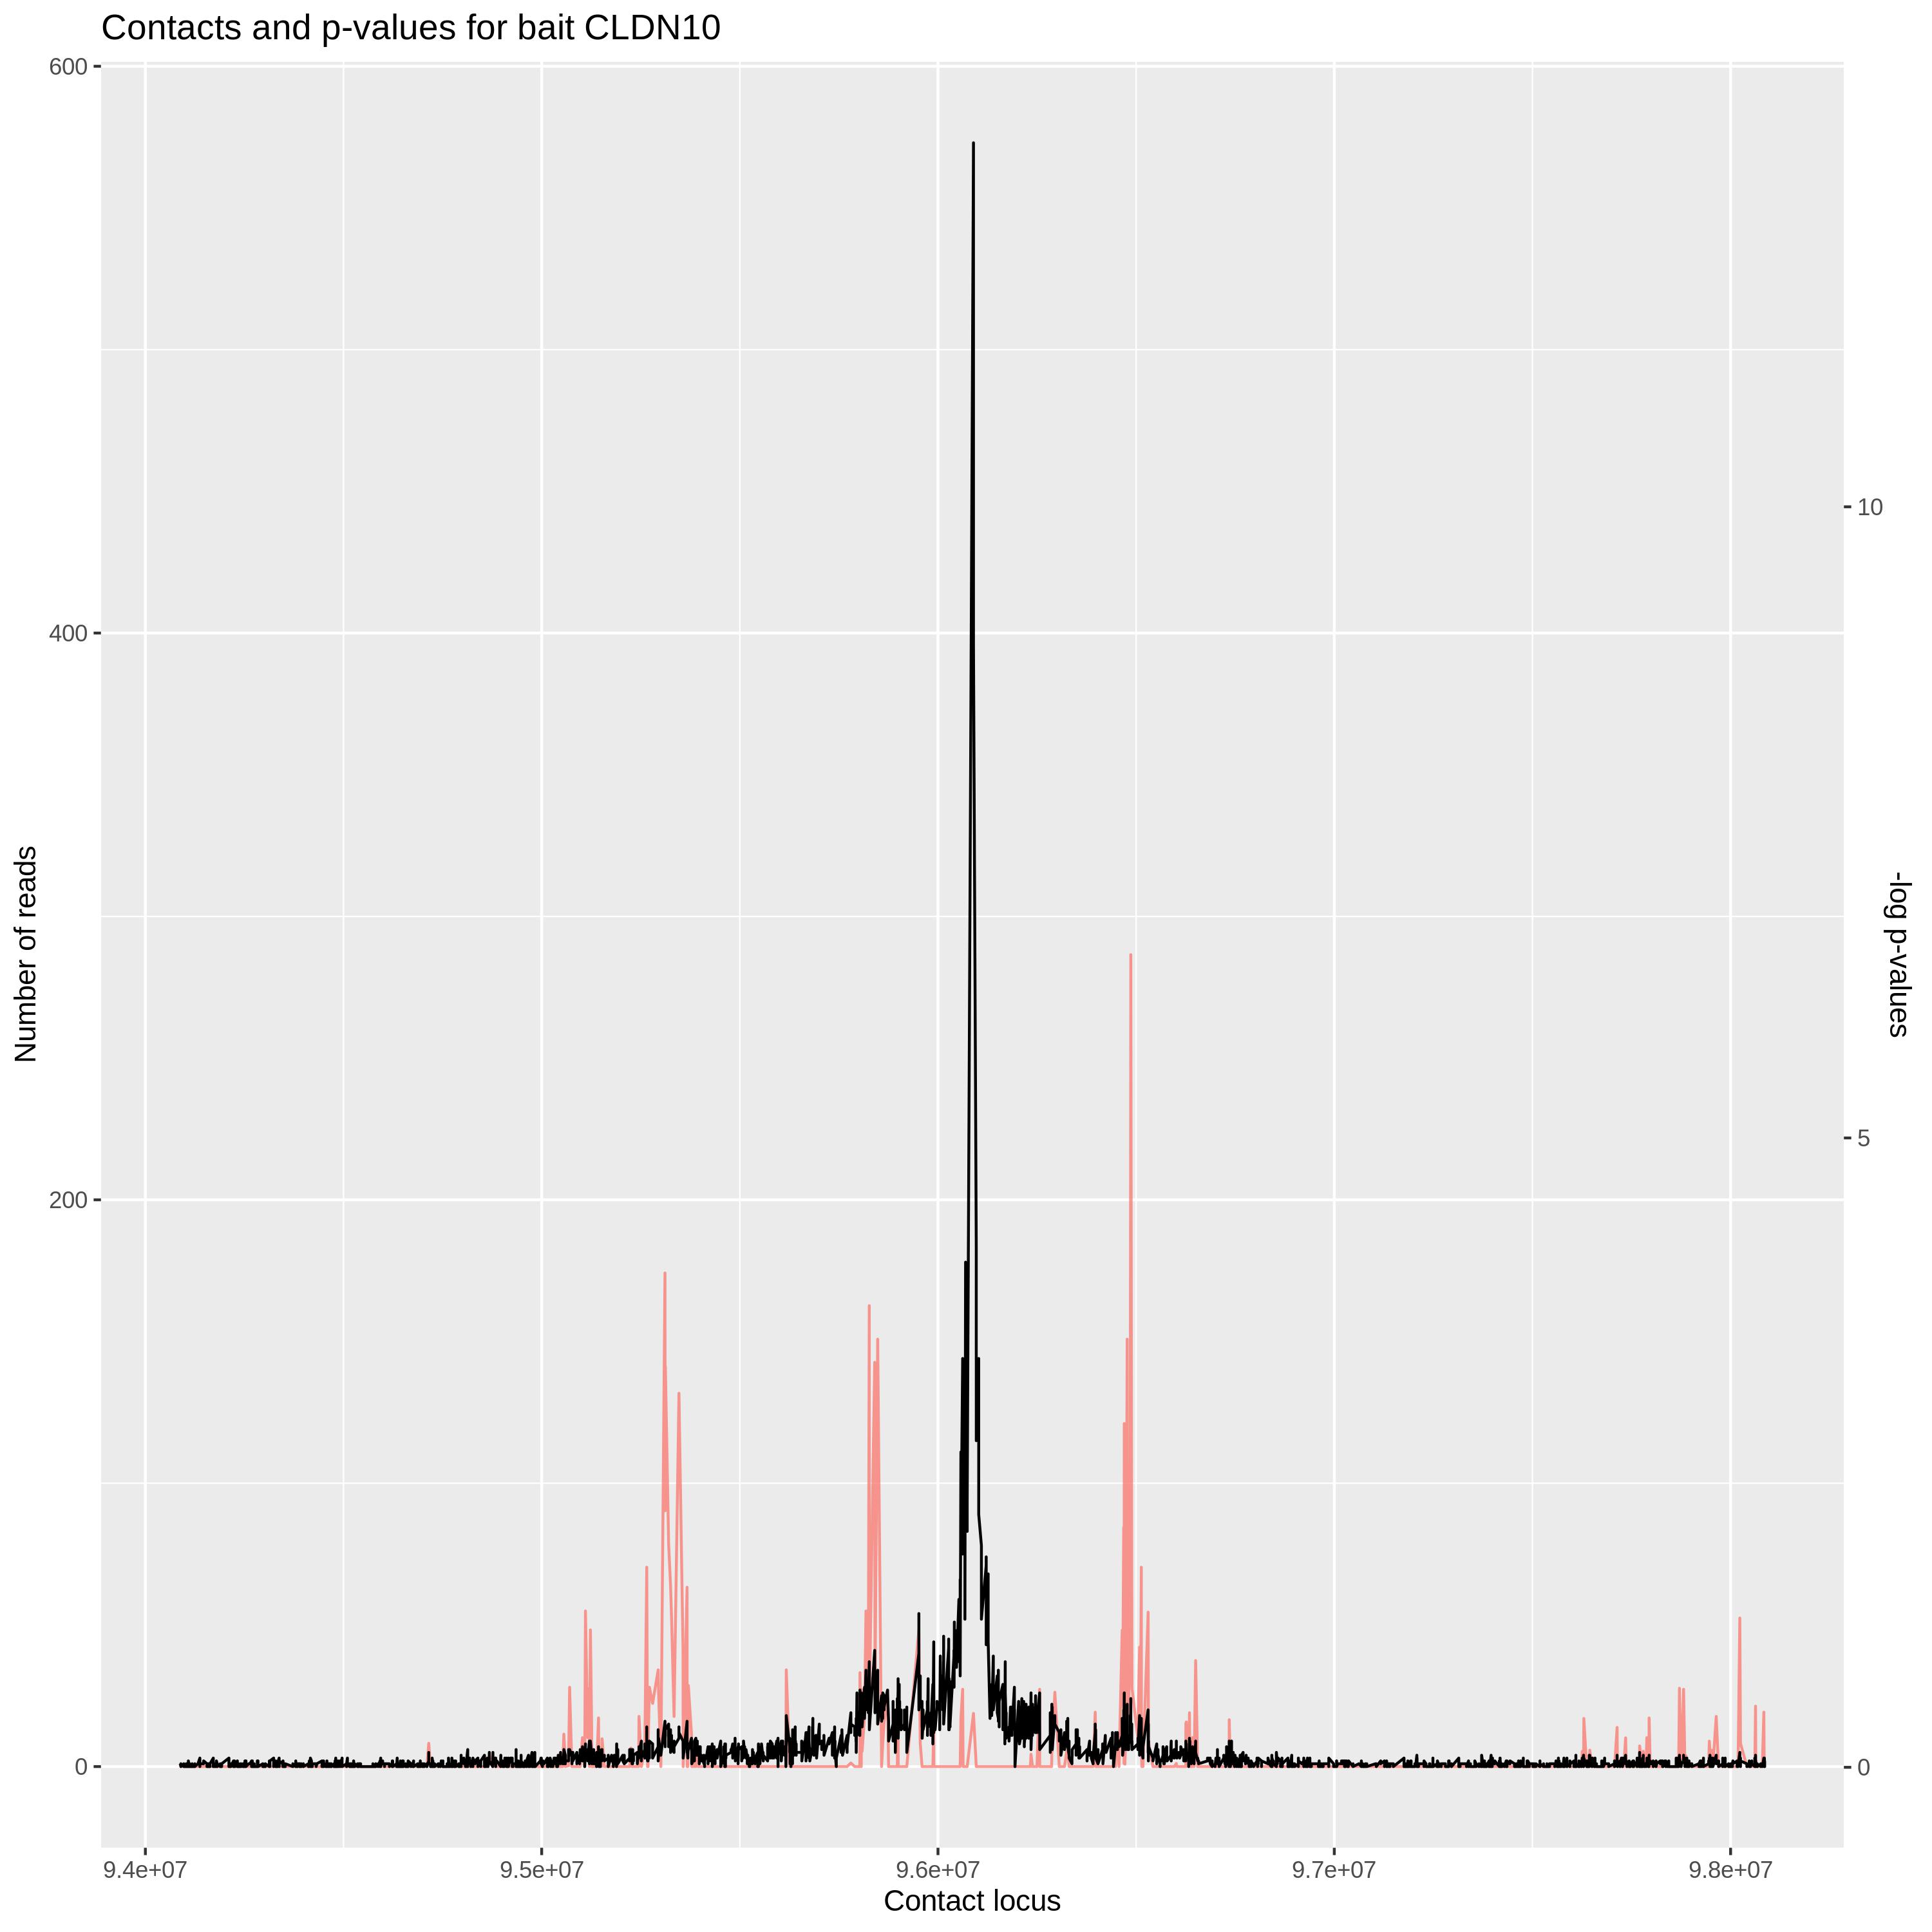 Contacts and p-values for bait CLDN10
600
400
200
0
Number of reads
10
5
0
-log p-values
9.4e+07 9.5e+07 9.6e+07 9.7e+07 9.8e+07
Contact locus